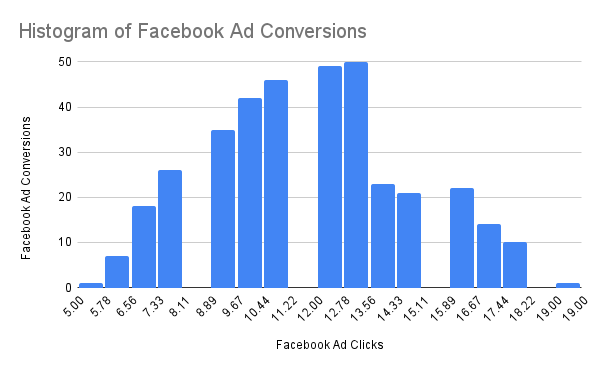 Histogram of Facebook Ad Conversions
Facebook Ad Conversions
50
40
30
20
10
0
5.00 5.78 6.56 7.33 8.11 8.89 9.67 10.44 11.22 12.00 12.78 13.56 14.33 15.11 15.89 16.67 17.44 18.22 19.00 19.00
Facebook Ad Clicks